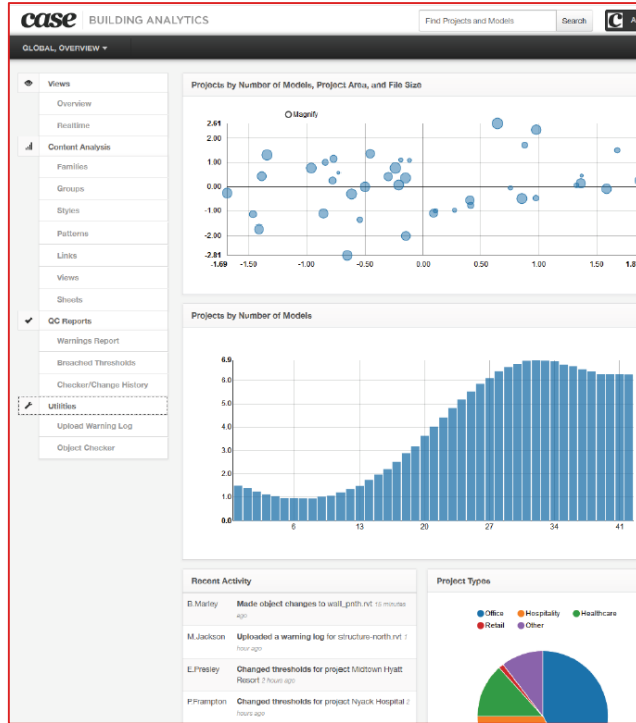 case BUILDING ANALYTICS
Find Projects and Models
Search
C A
GLOBAL, OVERVIEW
Views
Overview
Realtime
Content Analysis
Families
Groups
Styles
Patterns
Links
Views
Sheets
QC Reports
Warnings Report
Breached Thresholds
Checker/Change History
Utilities
Upload Warning Log
Object Checker
Projects by Number of Models, Project Area, and File Size
Magnify
2.61
2.00
1.00
0.00
-1.00
-2.00
-2.81
-1.69 -1.50 -1.00 -0.50 0.00 0.50 1.00 1.50 1.8
Projects by Number of Models
6.9
6.0
5.0
4.0
3.0
2.0
1.0
0.0
6 13 20 27 34 41
Recent Activity
B.Marley Made object changes to wall_pnth.rvt 15 minutes
ago
M.Jackson Uploaded a warning log for structure-north.rvt 1
hour ago
E.Presley Changed thresholds for project Midtown Hyatt
Resort 2 hours ago
P.Frampton Changed thresholds for project Nyack Hospital 2
hours ago
Project Types
Office Hospitality Healthcare
Retail Other